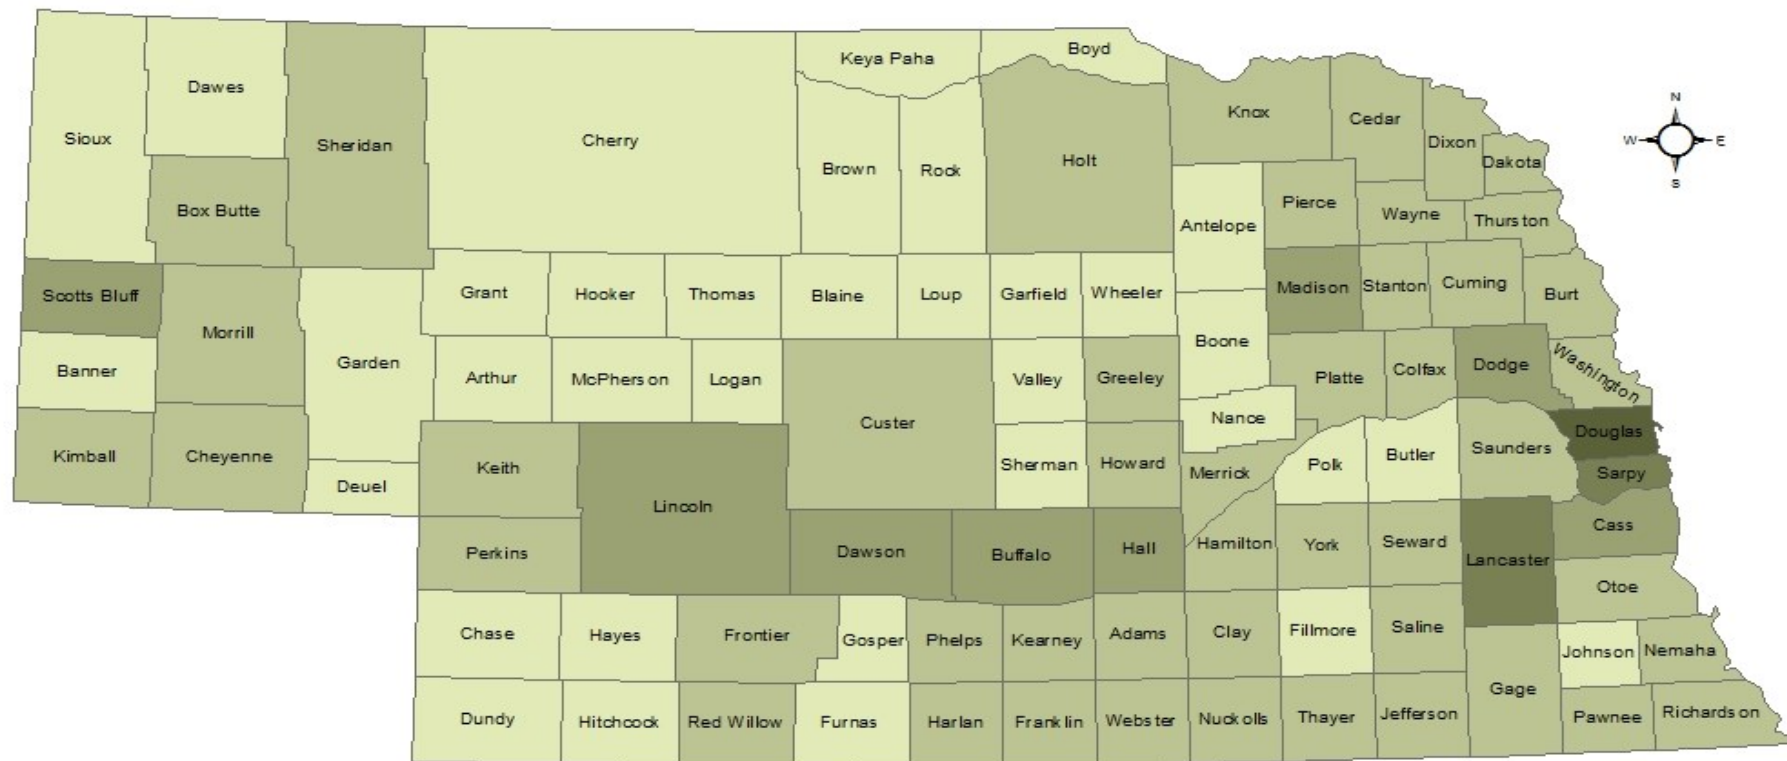 Keya Paha
Boyd
Dawes
Sioux
Sheridan
Cherry
Brown
Rock
Holt
Knox
Cedar
Dixon
Dakota
N
W
E
S
Box Butte
Antelope
Pierce
Wayne
Thurston
Scotts Bluff
Morrill
Grant
Hooker
Thomas
Blaine
Loup
Garfield
Wheeler
Madison
Stanton
Cuming
Burt
Banner
Garden
Arthur
McPherson
Logan
Custer
Valley
Greeley
Boone
Platte
Colfax
Dodge
Washington
Kimball
Cheyenne
Deuel
Keith
Lincoln
Sherman
Howard
Nance
Merrick
Polk
Butler
Saunders
Douglas
Sarpy
Perkins
Dawson
Buffalo
Hall
Hamilton
York
Seward
Lancaster
Cass
Otoe
Chase
Hayes
Frontier
Gosper
Phelps
Kearney
Adams
Clay
Fillmore
Saline
Johnson
Nemaha
Dundy
Hitchcock
Red Willow
Furnas
Harlan
Franklin
Webster
Nuckolls
Thayer
Jefferson
Gage
Pawnee
Richardson